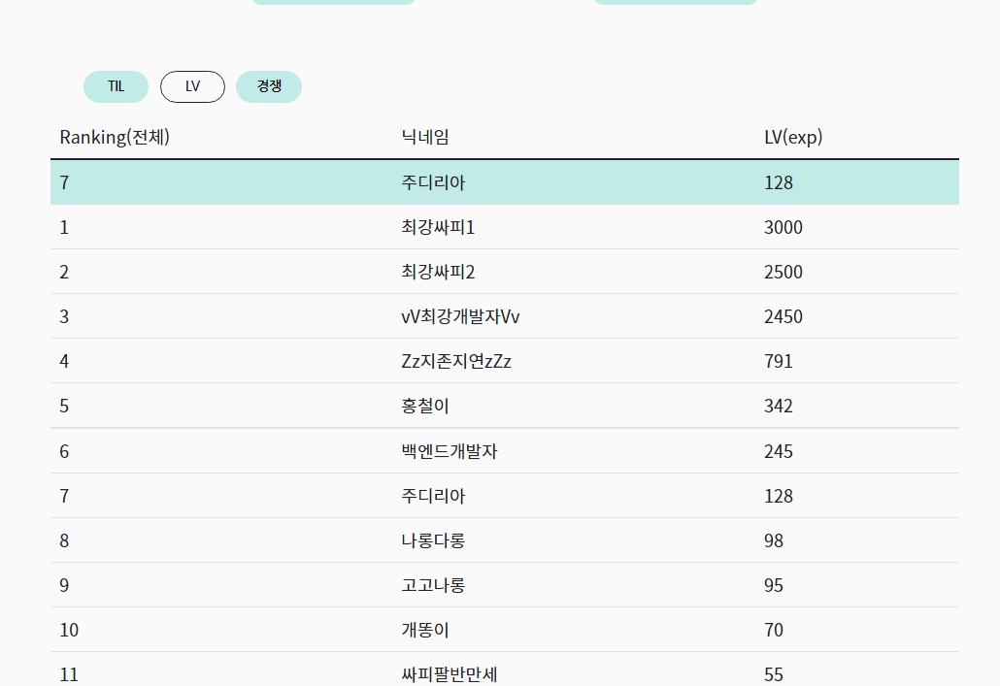 TIL LV 경쟁
Ranking(전체) 닉네임 LV(exp)
7 주디리아 128
1 최강싸피1 3000
2 최강싸피2 2500
3 vV최강개발자Vv 2450
4 Zz지존지연zZz 791
5 홍철이 342
6 백엔드개발자 245
7 주디리아 128
8 나롱다롱 98
9 고고나롱 95
10 개똥이 70
11 싸피팔반만세 55